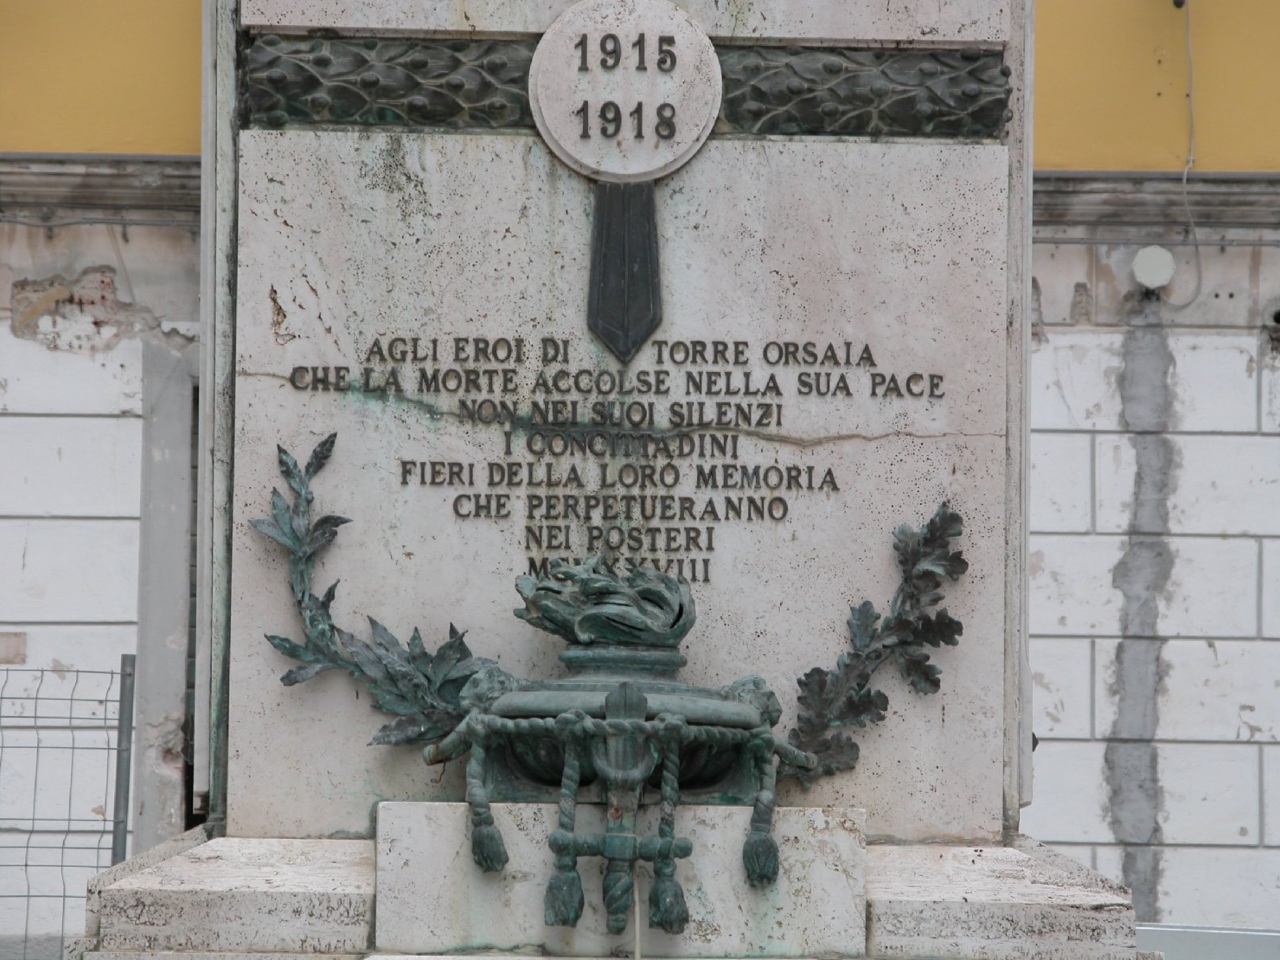 1915
1918
AGLI EROI DI TORRE ORSAIA
CHE LA MORTE ACCOLSE NELLA SUA PACE
NON NEI SUOI SILENZI
I CONCITTADINI
FIERI DELLA LORO MEMORIA
CHE PERPETUERANNO
NEI POSTERI